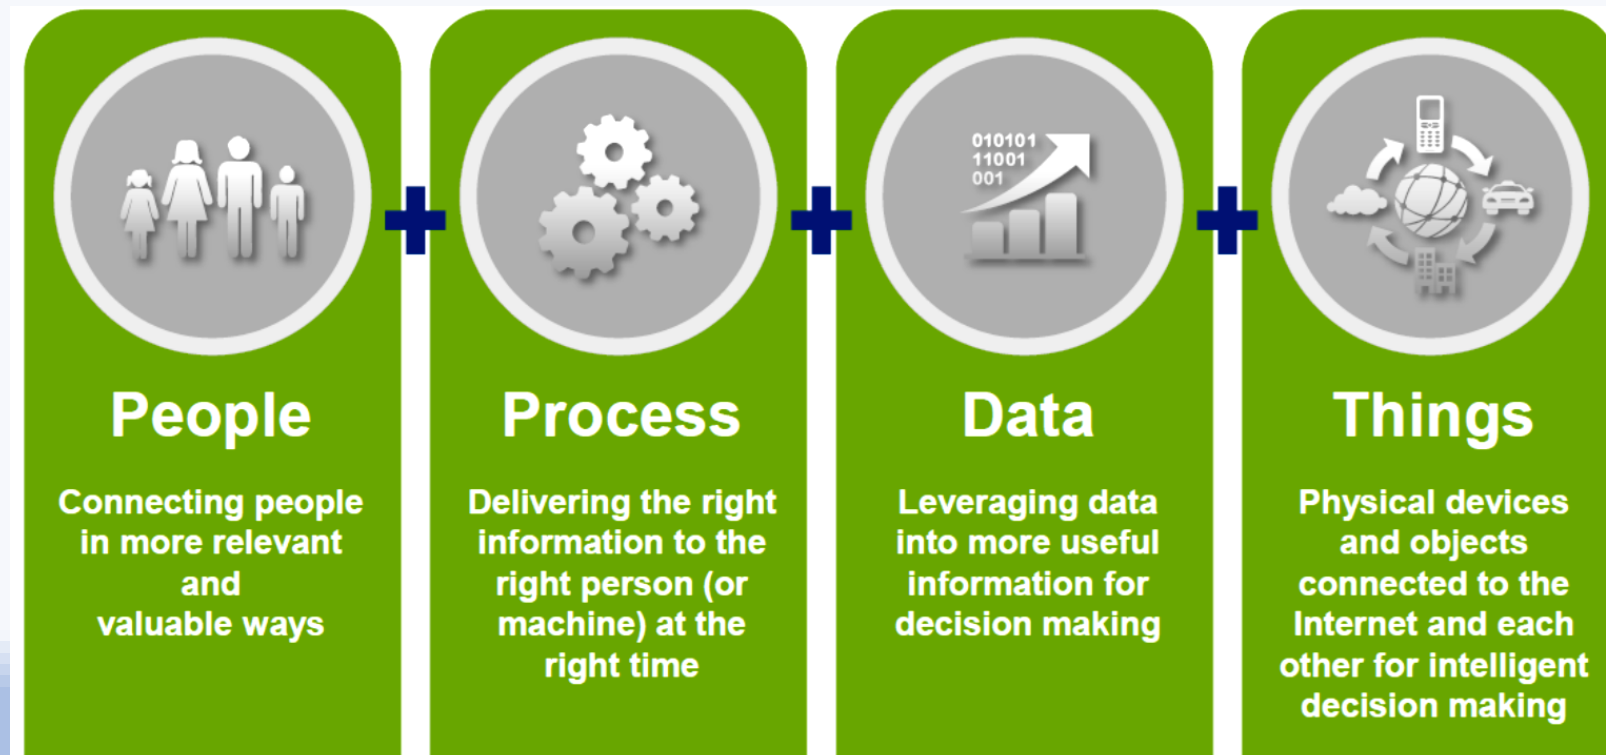 010101
11001
001
People
Connecting people
in more relevant
and
valuable ways
Process
Delivering the right
information to the
right person (or
machine) at the
right time
Data
Leveraging data
into more useful
information for
decision making
Things
Physical devices
and objects
connected to the
Internet and each
other for intelligent
decision making